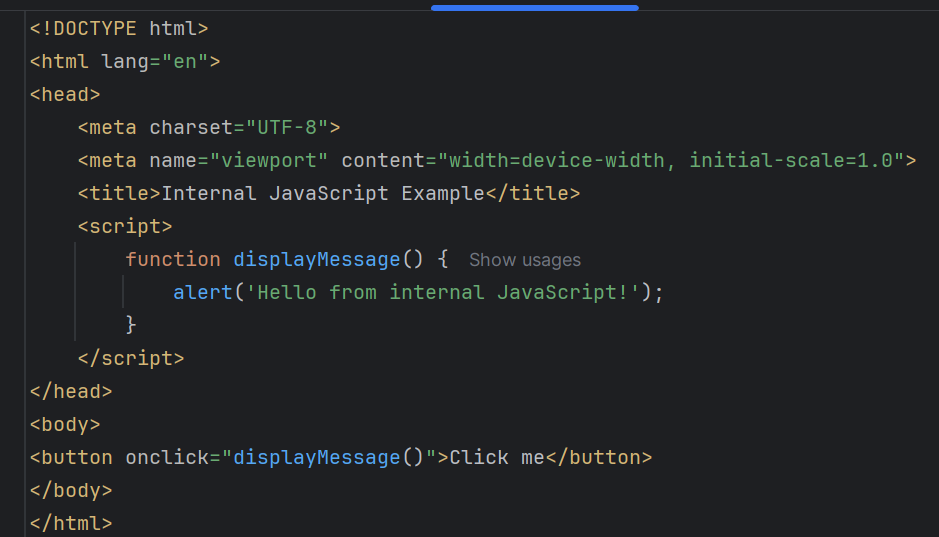 <!DOCTYPE html>
<html lang="en">
<head>
    <meta charset="UTF-8">
    <meta name="viewport" content="width=device-width, initial-scale=1.0">
    <title>Internal JavaScript Example</title>
    <script>
        function displayMessage() {  Show usages
            alert('Hello from internal JavaScript!');
        }
    </script>
</head>
<body>
<button onclick="displayMessage()">Click me</button>
</body>
</html>